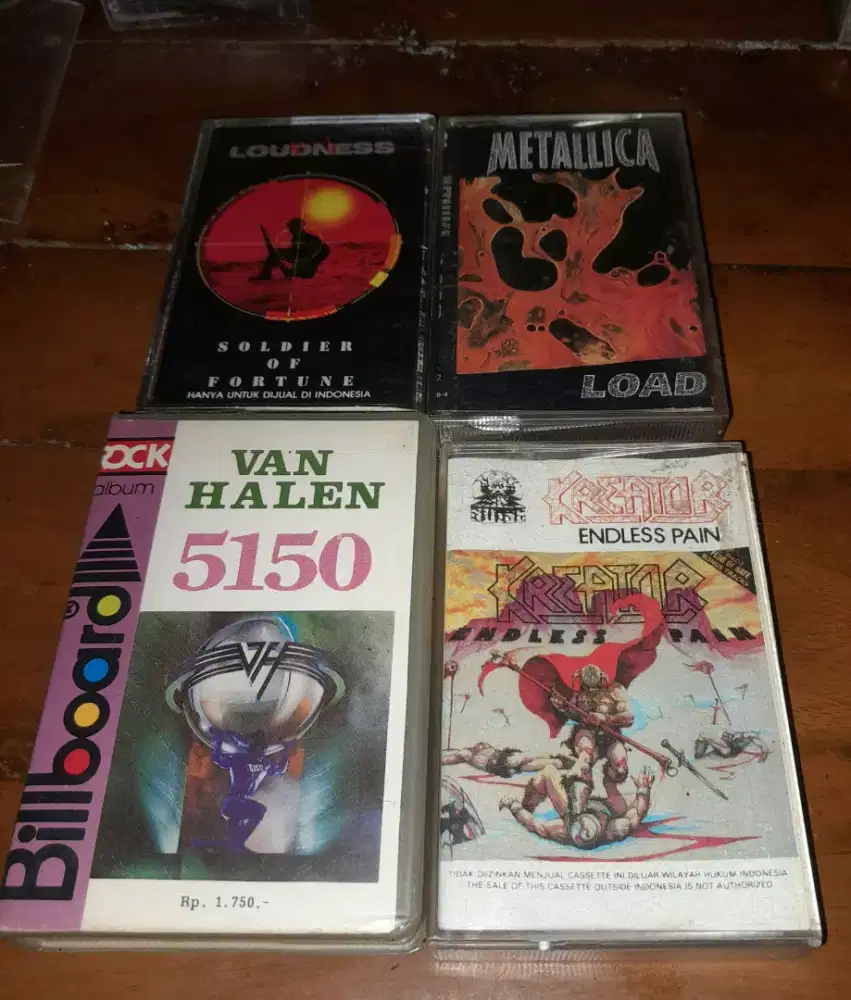 LOUDNESS
SOLDIER
OF
FORTUNE
HANYA UNTUK DIJUAL DI INDONESIA
METALLICA
LOAD
ROCK
album
Billboard®
VAN
HALEN
5150
VH
Rp. 1.750,-
KREATOR
ENDLESS PAIN
KREATOR
ENDLESS PAIN
TIDAK DIIZINKAN MENJUAL CASSETTE INI DILUAR WILAYAH HUKUM INDONESIA
THE SALE OF THIS CASSETTE OUTSIDE INDONESIA IS NOT AUTHORIZED